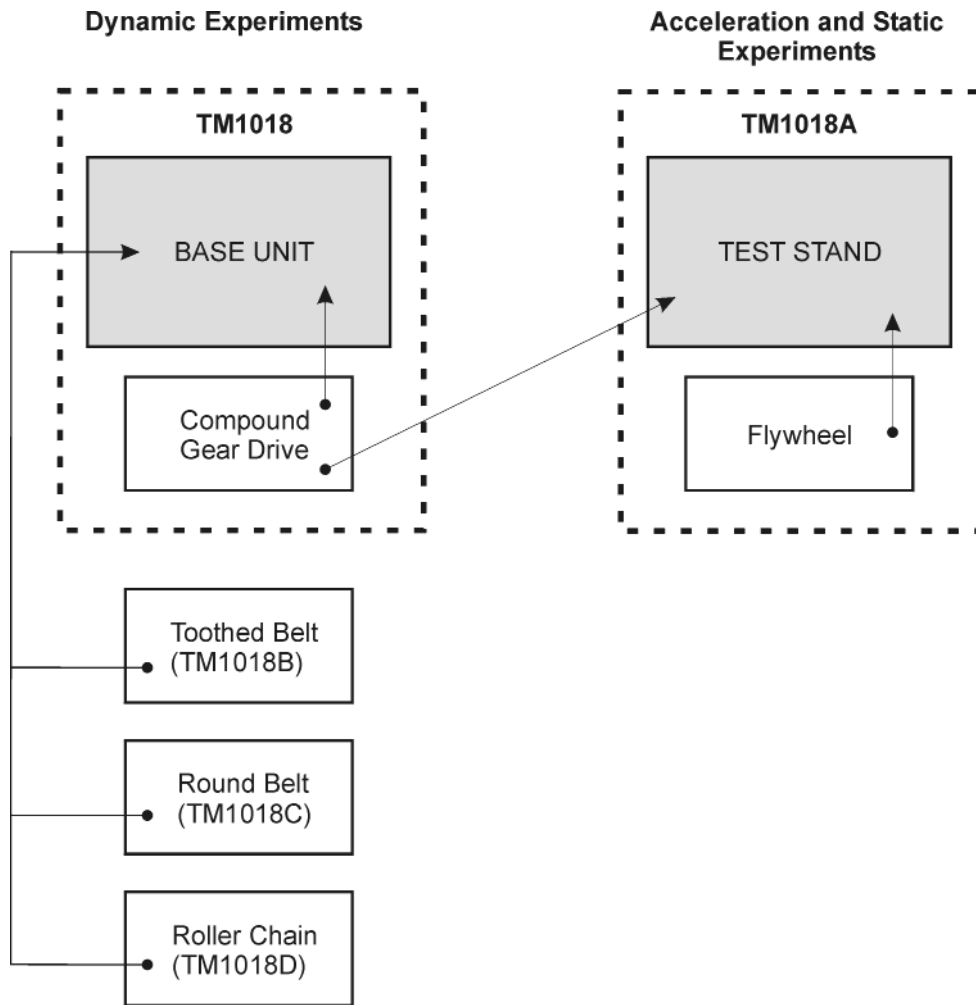 Dynamic Experiments
Acceleration and Static
Experiments
TM1018
BASE UNIT
Compound
Gear Drive
TM1018A
TEST STAND
Flywheel
Toothed Belt
(TM1018B)
Round Belt
(TM1018C)
Roller Chain
(TM1018D)